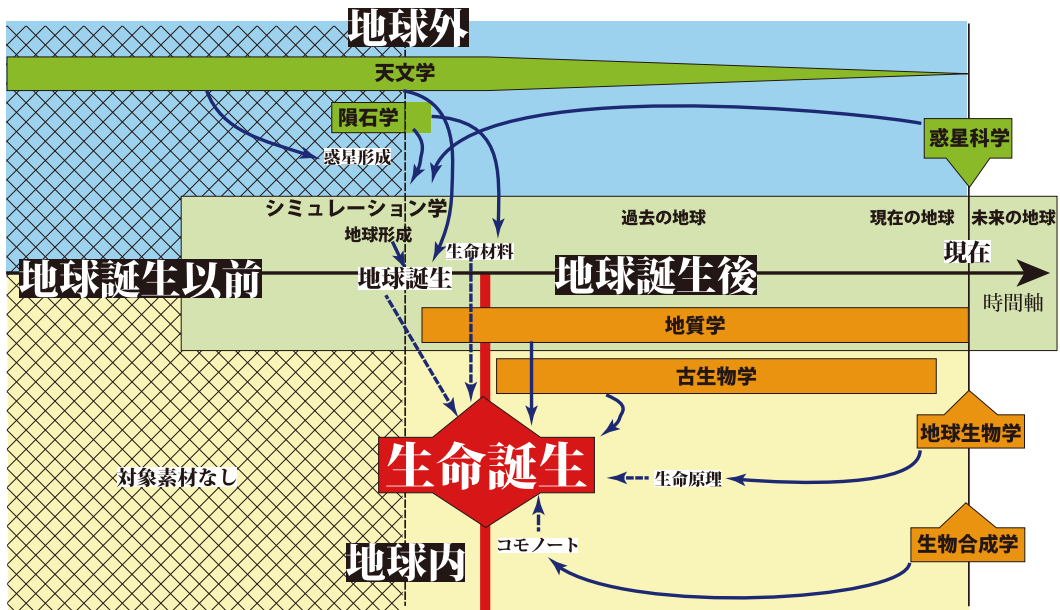 地球外
天文学
隕石学
惑星形成
惑星科学
シミュレーション学
地球形成
過去の地球
現在の地球
未来の地球
生命材料
現在
地球誕生以前
地球誕生
地球誕生後
時間軸
地質学
古生物学
地球生物学
生命誕生
対象素材なし
生命原理
生物合成学
コモノート
地球内